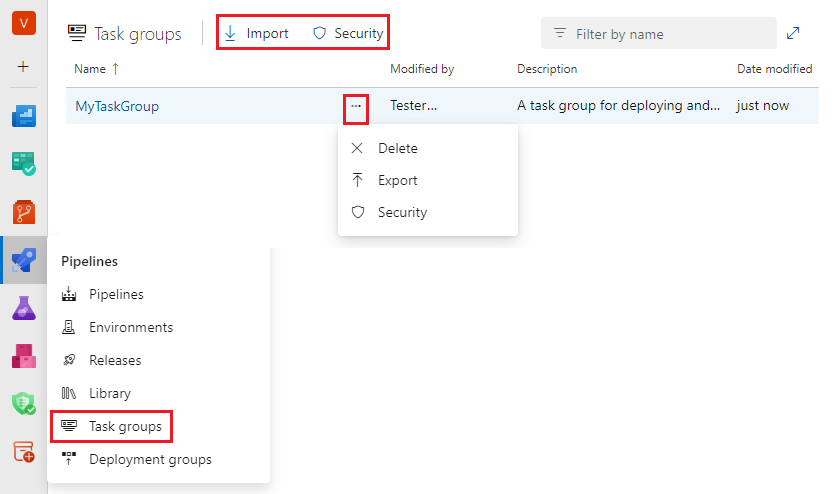 V
Task groups Import Security Filter by name
Name ↑ Modified by Description Date modified
MyTaskGroup ... Tester... A task group for deploying and... just now
Delete
Export
Security
Pipelines
Pipelines
Environments
Releases
Library
Task groups
Deployment groups